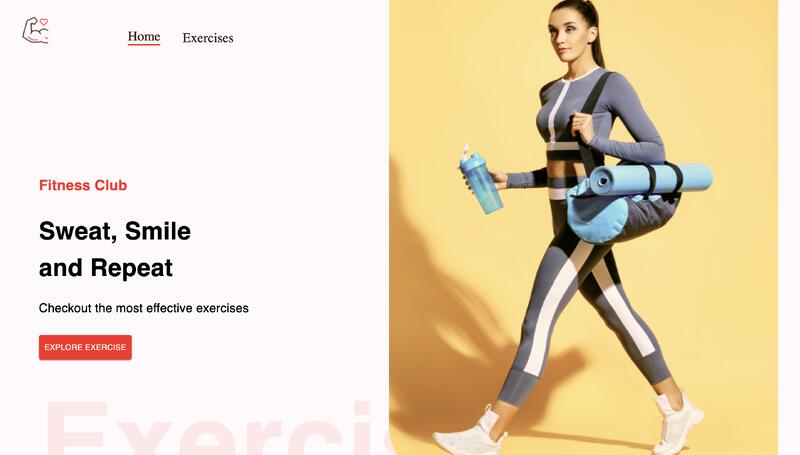 Home
Exercises
Fitness Club
Sweat, Smile
and Repeat
Checkout the most effective exercises
EXPLORE EXERCISE
Exercis